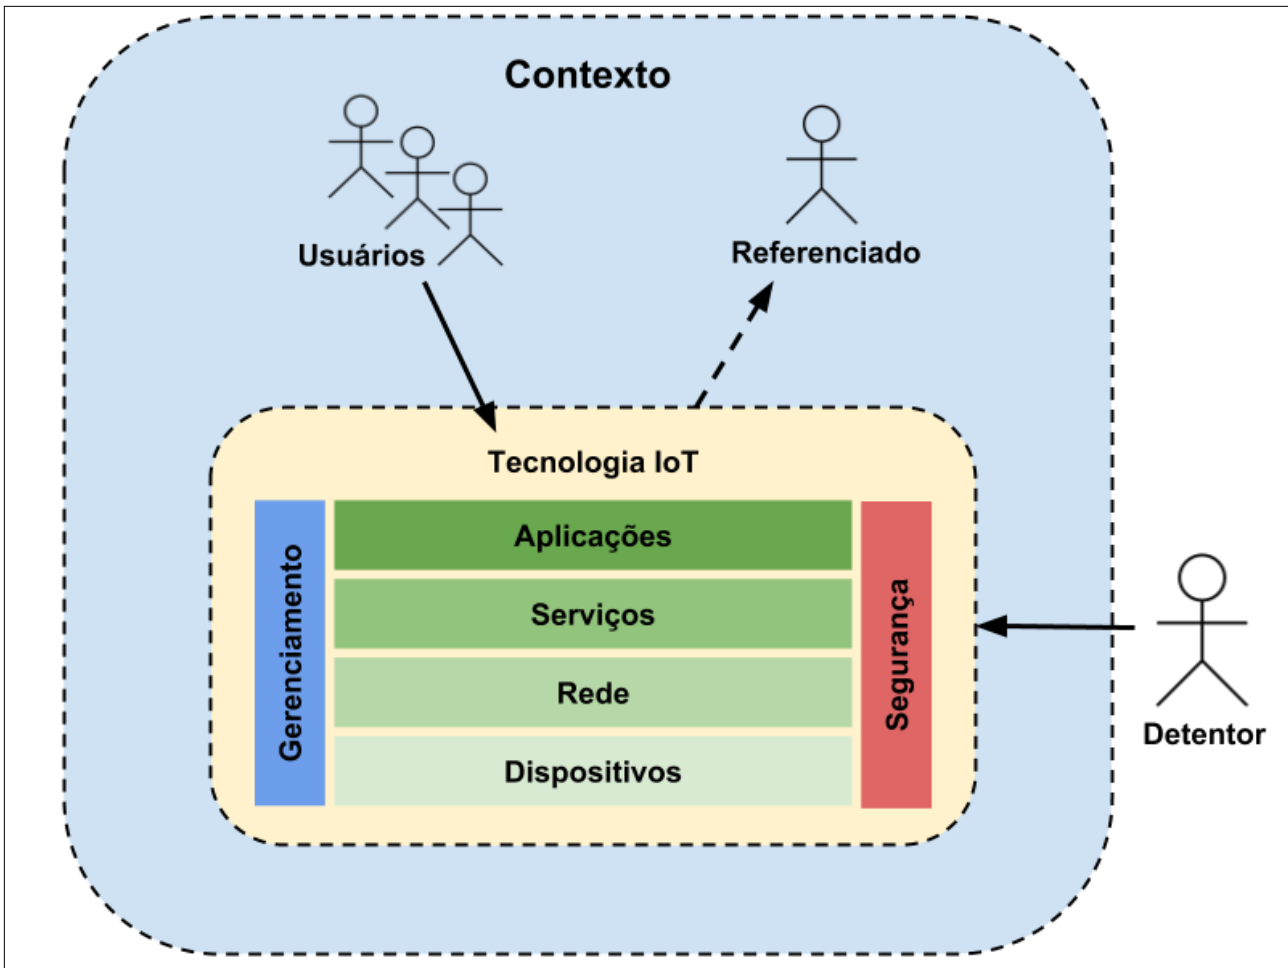 Contexto
Usuários
Referenciado
Tecnologia IoT
Gerenciamento
Aplicações
Serviços
Rede
Dispositivos
Segurança
Detentor